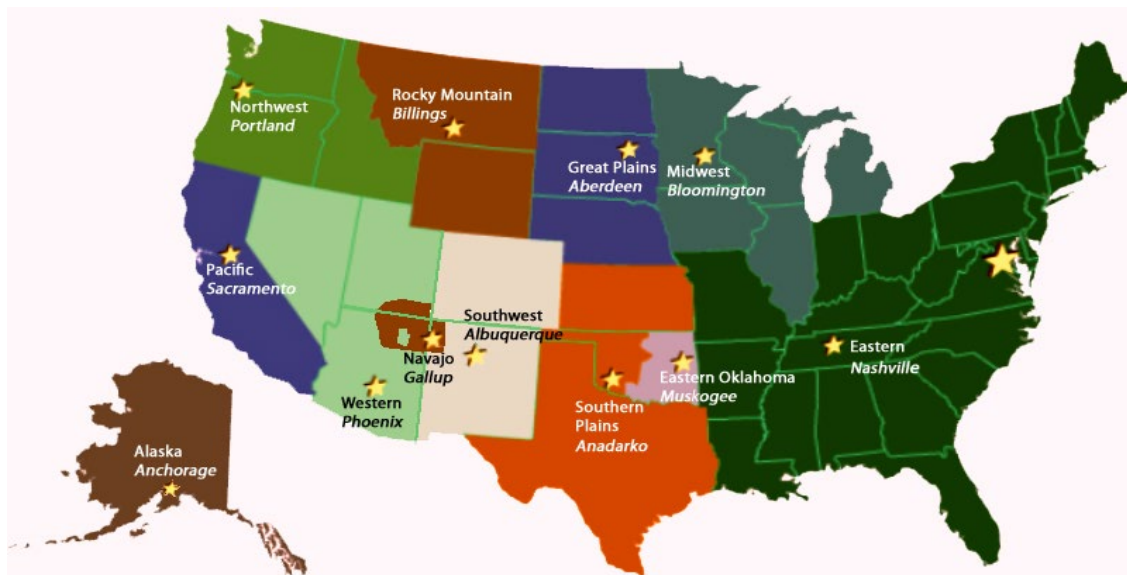 Northwest
Portland
Rocky Mountain
Billings
Great Plains
Aberdeen
Midwest
Bloomington
Pacific
Sacramento
Southwest
Albuquerque
Navajo
Gallup
Western
Phoenix
Eastern Oklahoma
Muskogee
Eastern
Nashville
Southern
Plains
Anadarko
Alaska
Anchorage